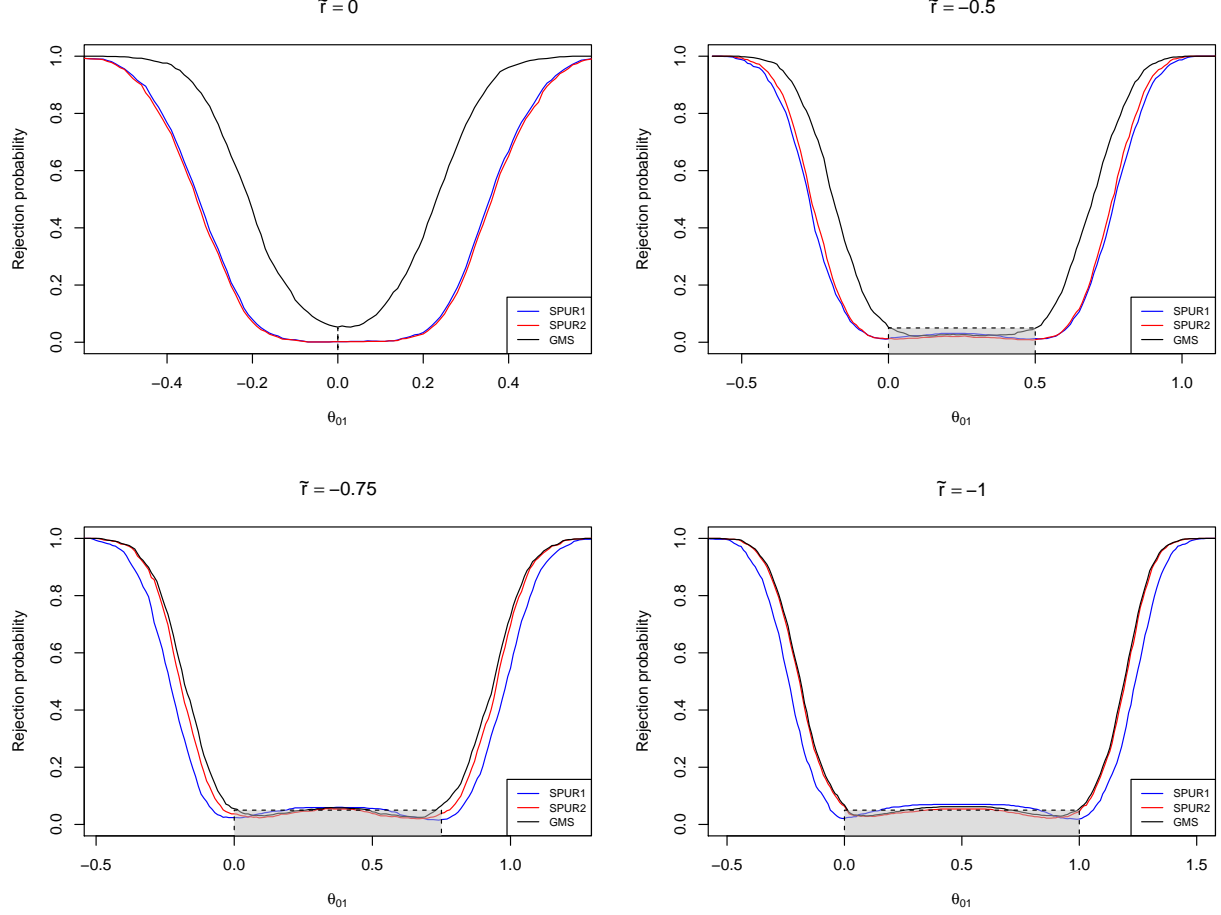 r̃ = 0
Rejection probability
1.0
0.8
0.6
0.4
0.2
0.0
−0.4
−0.2
0.0
0.2
0.4
θ01
SPUR1
SPUR2
GMS
r̃ = −0.5
Rejection probability
1.0
0.8
0.6
0.4
0.2
0.0
−0.5
0.0
0.5
1.0
θ01
SPUR1
SPUR2
GMS
r̃ = −0.75
Rejection probability
1.0
0.8
0.6
0.4
0.2
0.0
−0.5
0.0
0.5
1.0
θ01
SPUR1
SPUR2
GMS
r̃ = −1
Rejection probability
1.0
0.8
0.6
0.4
0.2
0.0
−0.5
0.0
0.5
1.0
1.5
θ01
SPUR1
SPUR2
GMS